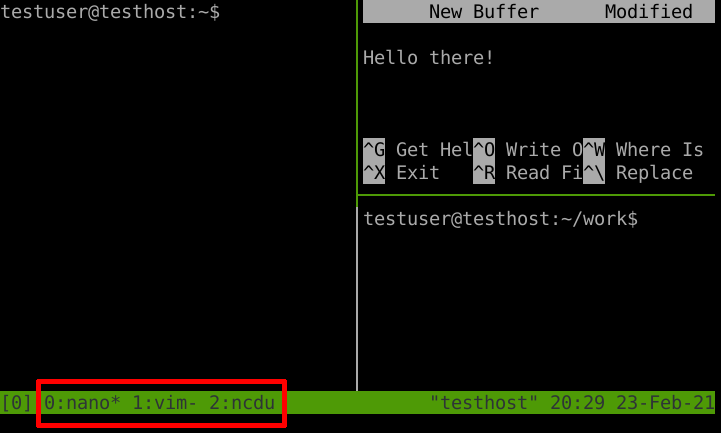 testuser@testhost:~$
New Buffer Modified
Hello there!
^G Get Hel^O Write O^W Where Is
^X Exit ^R Read Fi^\ Replace
testuser@testhost:~/work$
[0] 0:nano* 1:vim- 2:ncdu "testhost" 20:29 23-Feb-21